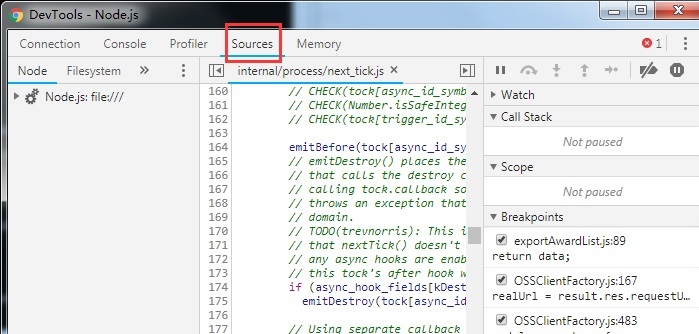 DevTools - Node.js
Connection Console Profiler Sources Memory 1
Node Filesystem »
internal/process/next_tick.js ×
Node.js: file:///
160 // CHECK(tock[async_id_symb
161 // CHECK(Number.isSafeInteg
162 // CHECK(tock[trigger_id_sy
163
164 emitBefore(tock[async_id_sym
165 // emitDestroy() places the
166 // that calls the destroy c
167 // calling tock.callback so
168 // throws an exception that
169 // domain.
170 // TODO(trevnorris): This i
171 // that nextTick() doesn't
172 // any async hooks are enab
173 // this tock's after hook w
174 if (async_hook_fields[kDest
175 emitDestroy(tock[async_id
176
177 // Using separate callback
Watch
Call Stack
Not paused
Scope
Not paused
Breakpoints
exportAwardList.js:89
return data;
OSSClientFactory.js:167
realUrl = result.res.requestU...
OSSClientFactory.js:483